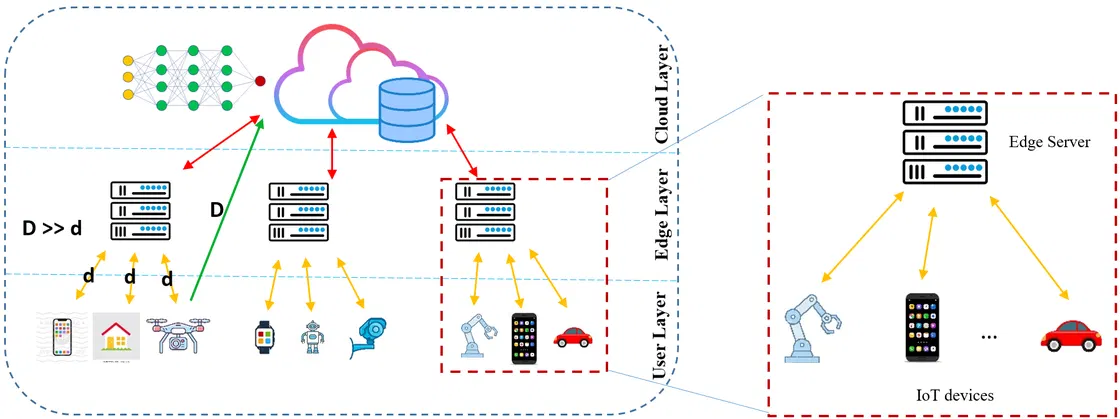 Cloud Layer
Edge Layer
User Layer
D >> d
D
d
d
d
Edge Server
...
IoT devices